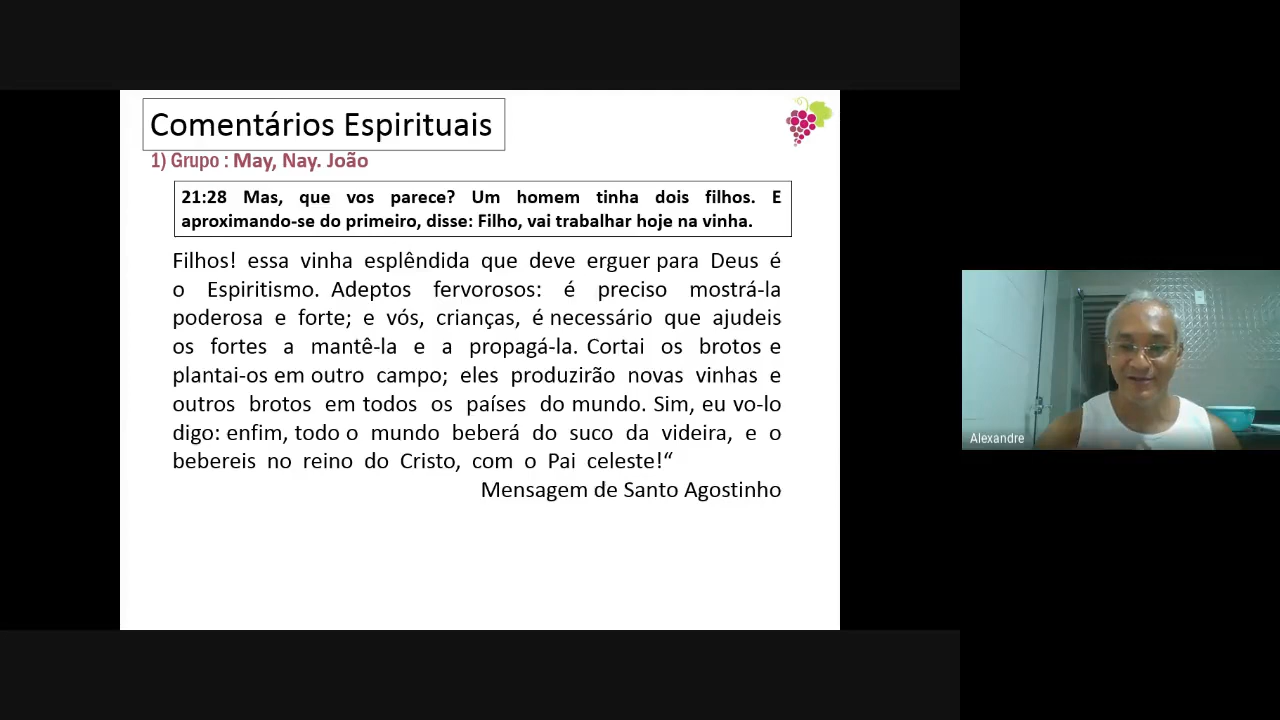 Comentários Espirituais
1) Grupo : May, Nay. João
21:28 Mas, que vos parece? Um homem tinha dois filhos. E
aproximando-se do primeiro, disse: Filho, vai trabalhar hoje na vinha.
Filhos! essa vinha esplêndida que deve erguer para Deus é
o Espiritismo. Adeptos fervorosos: é preciso mostrá-la
poderosa e forte; e vós, crianças, é necessário que ajudeis
os fortes a mantê-la e a propagá-la. Cortai os brotos e
plantai-os em outro campo; eles produzirão novas vinhas e
outros brotos em todos os países do mundo. Sim, eu vo-lo
digo: enfim, todo o mundo beberá do suco da videira, e o
bebereis no reino do Cristo, com o Pai celeste!“
Mensagem de Santo Agostinho
Alexandre